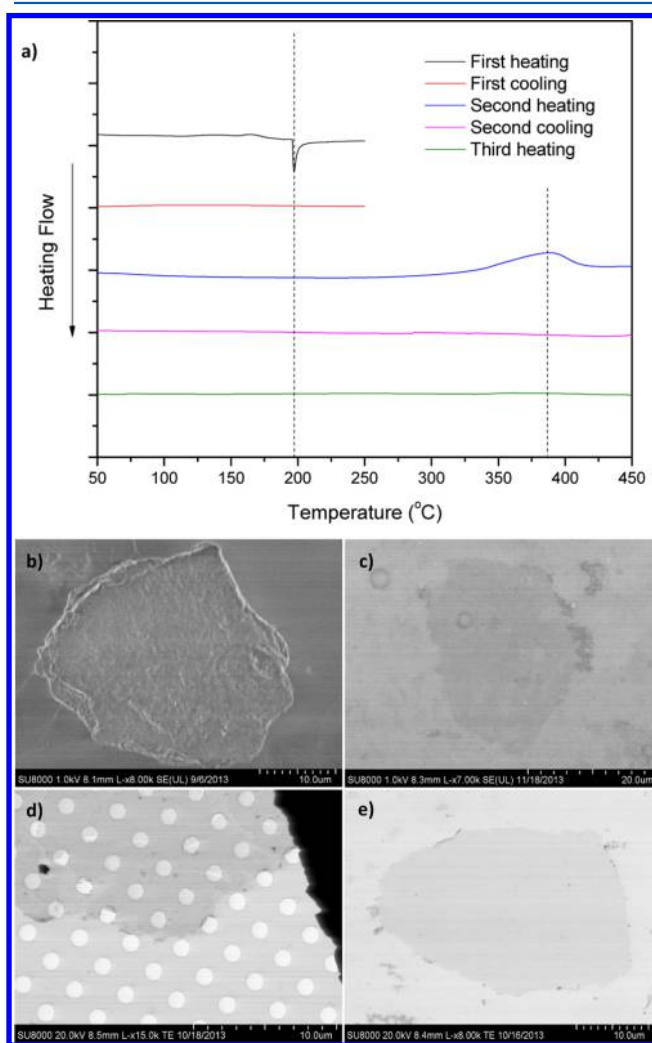 a)
First heating
First cooling
Second heating
Second cooling
Third heating
Heating Flow
50 100 150 200 250 300 350 400 450
Temperature (°C)
b)
SU8000 1.0kV 8.1mm L-x8.00k SE(UL) 9/6/2013 10.0um
c)
SU8000 1.0kV 8.3mm L-x7.00k SE(UL) 11/18/2013 20.0um
d)
SU8000 20.0kV 8.5mm L-x15.0k TE 10/18/2013 10.0um
e)
SU8000 20.0kV 8.4mm L-x8.00k TE 10/16/2013 10.0um